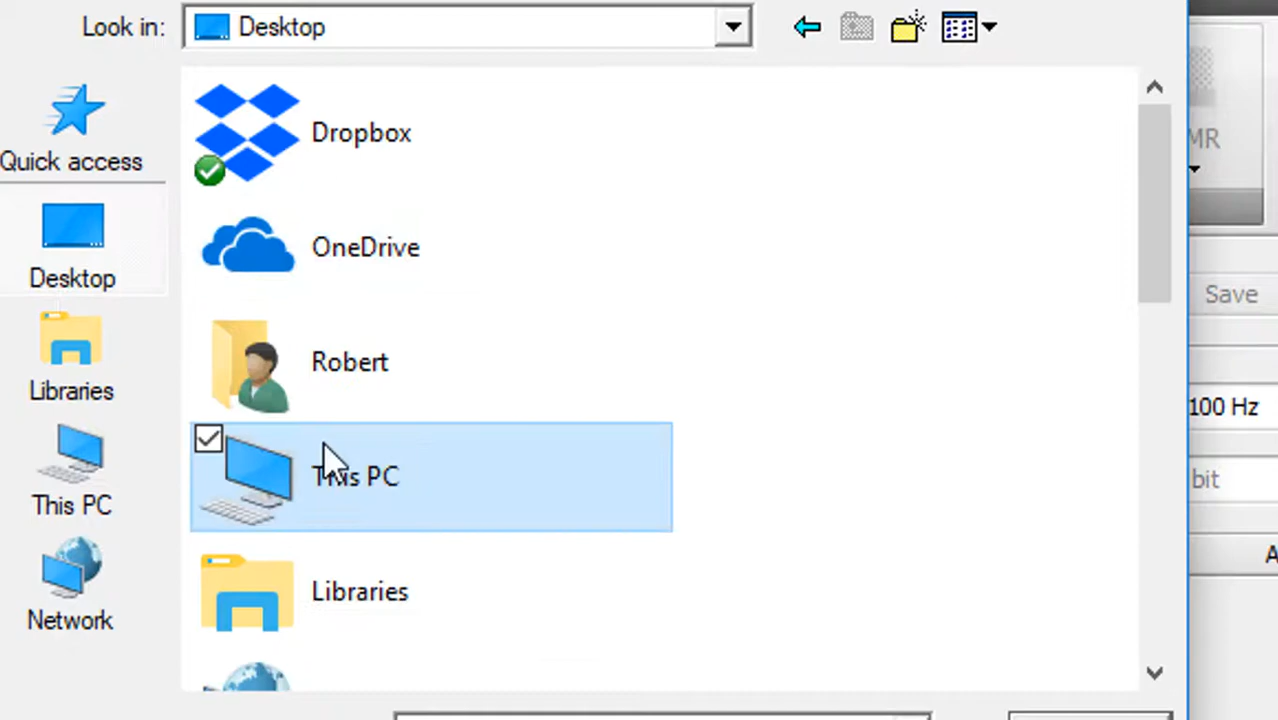 Look in: Desktop
Quick access
Desktop
Libraries
This PC
Network
Dropbox
OneDrive
Robert
This PC
Libraries
MR
Save
100 Hz
bit
A